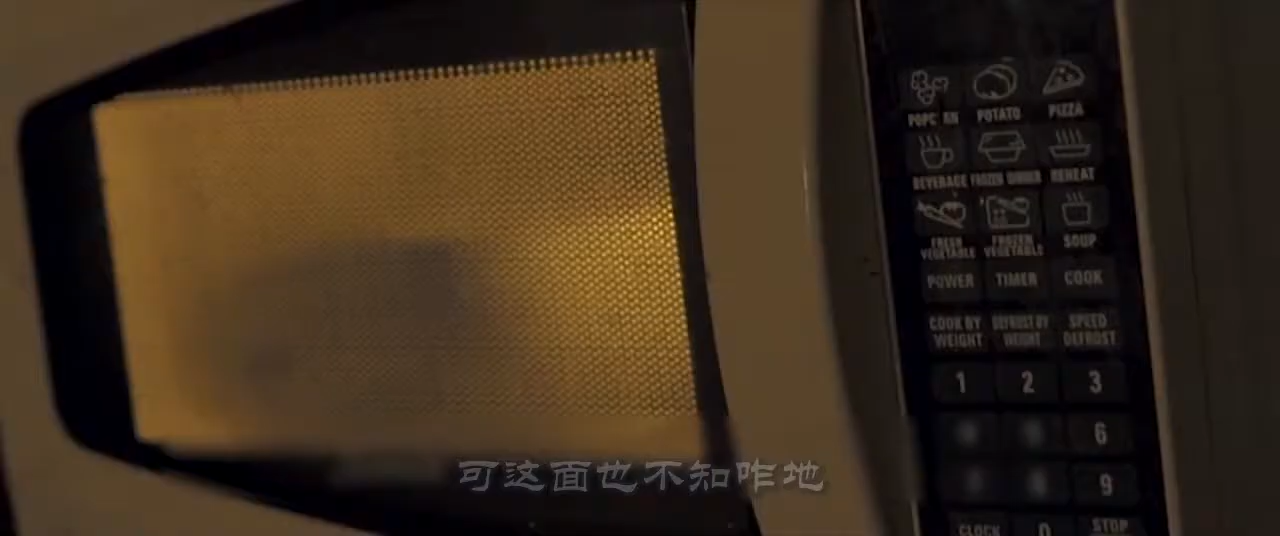 POTATO PIZZA
BEVERAGE FROZEN DINNER REHEAT
FRESH VEGETABLE FROZEN VEGETABLE SOUP
POWER TIMER COOK
COOK BY WEIGHT DEFROST BY WEIGHT SPEED DEFROST
1 2 3
6
9
CLOCK 0 STOP
可这面也不知咋地